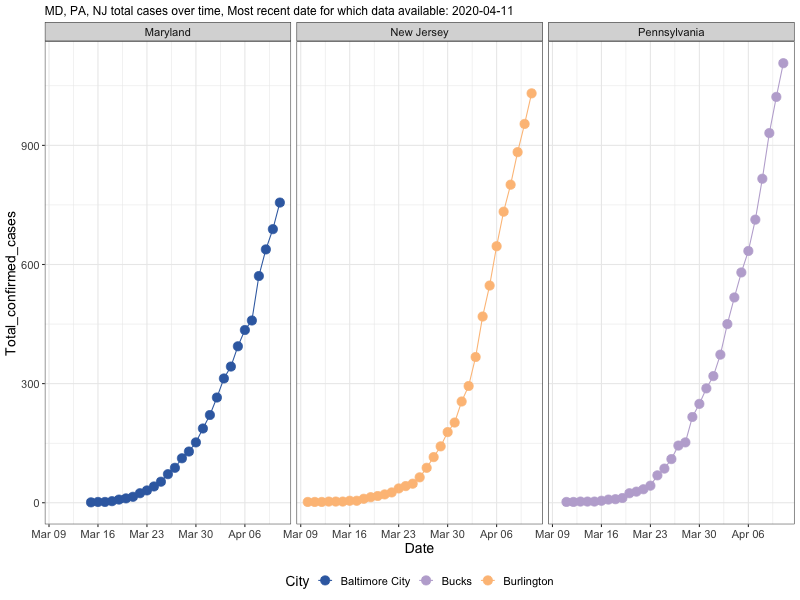 MD, PA, NJ total cases over time, Most recent date for which data available: 2020-04-11
Maryland New Jersey Pennsylvania
Total_confirmed_cases
900
600
300
0
Mar 09 Mar 16 Mar 23 Mar 30 Apr 06 Mar 09 Mar 16 Mar 23 Mar 30 Apr 06 Mar 09 Mar 16 Mar 23 Mar 30 Apr 06
Date
City Baltimore City Bucks Burlington